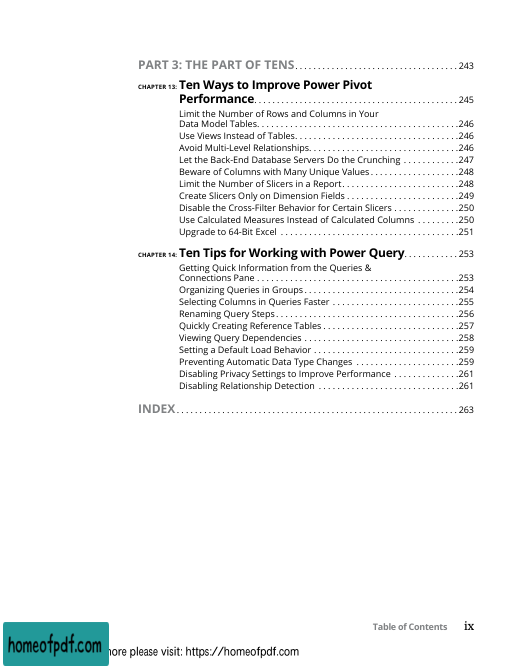 PART 3: THE PART OF TENS . . . . . . . . . . . . . . . . . . . . . . . . . . . . . . . . . . . . 243
CHAPTER 13: Ten Ways to Improve Power Pivot
Performance . . . . . . . . . . . . . . . . . . . . . . . . . . . . . . . . . . . . . . . . . . . . . 245
Limit the Number of Rows and Columns in Your
Data Model Tables. . . . . . . . . . . . . . . . . . . . . . . . . . . . . . . . . . . . . . . . . . . . 246
Use Views Instead of Tables. . . . . . . . . . . . . . . . . . . . . . . . . . . . . . . . . . . . 246
Avoid Multi-Level Relationships. . . . . . . . . . . . . . . . . . . . . . . . . . . . . . . . . 246
Let the Back-End Database Servers Do the Crunching . . . . . . . . . . . . 247
Beware of Columns with Many Unique Values . . . . . . . . . . . . . . . . . . . 248
Limit the Number of Slicers in a Report. . . . . . . . . . . . . . . . . . . . . . . . . . 248
Create Slicers Only on Dimension Fields . . . . . . . . . . . . . . . . . . . . . . . . . 249
Disable the Cross-Filter Behavior for Certain Slicers . . . . . . . . . . . . . . 250
Use Calculated Measures Instead of Calculated Columns . . . . . . . . . 250
Upgrade to 64-Bit Excel . . . . . . . . . . . . . . . . . . . . . . . . . . . . . . . . . . . . . . . 251
CHAPTER 14: Ten Tips for Working with Power Query . . . . . . . . . . . . 253
Getting Quick Information from the Queries &
Connections Pane . . . . . . . . . . . . . . . . . . . . . . . . . . . . . . . . . . . . . . . . . . . . 253
Organizing Queries in Groups . . . . . . . . . . . . . . . . . . . . . . . . . . . . . . . . . . 254
Selecting Columns in Queries Faster . . . . . . . . . . . . . . . . . . . . . . . . . . . . 255
Renaming Query Steps . . . . . . . . . . . . . . . . . . . . . . . . . . . . . . . . . . . . . . . . 256
Quickly Creating Reference Tables . . . . . . . . . . . . . . . . . . . . . . . . . . . . . . 257
Viewing Query Dependencies . . . . . . . . . . . . . . . . . . . . . . . . . . . . . . . . . . 258
Setting a Default Load Behavior . . . . . . . . . . . . . . . . . . . . . . . . . . . . . . . . 259
Preventing Automatic Data Type Changes . . . . . . . . . . . . . . . . . . . . . . . 259
Disabling Privacy Settings to Improve Performance . . . . . . . . . . . . . . 261
Disabling Relationship Detection . . . . . . . . . . . . . . . . . . . . . . . . . . . . . . . 261
INDEX . . . . . . . . . . . . . . . . . . . . . . . . . . . . . . . . . . . . . . . . . . . . . . . . . . . . . . . . . . . . . 263
Table of Contents ix
homeofpdf.com
please visit: https://homeofpdf.com